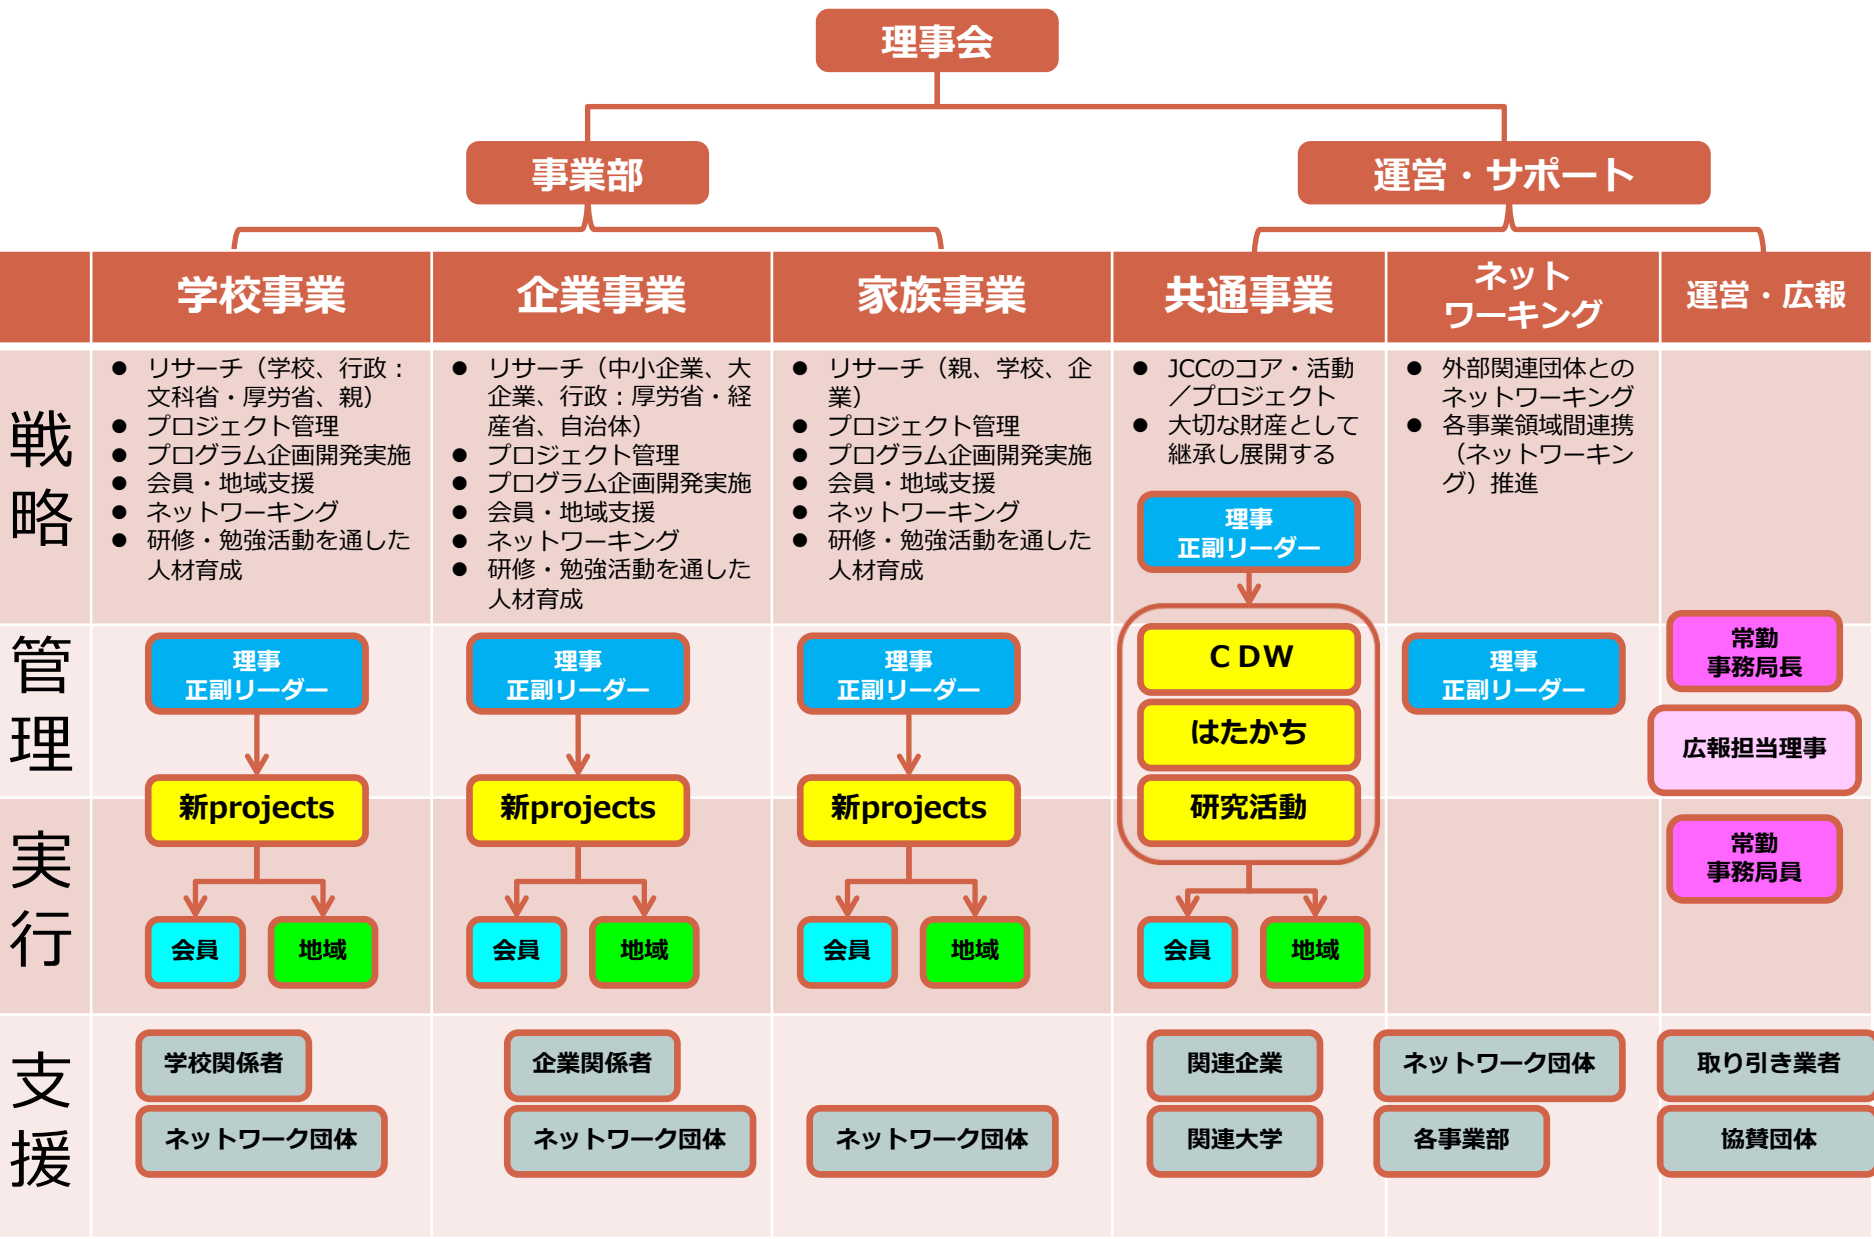 理事会
事業部
運営・サポート
学校事業
企業事業
家族事業
共通事業
ネット
ワーキング
運営・広報
戦略
● リサーチ（学校、行政：
文科省・厚労省、親）
● プロジェクト管理
● プログラム企画開発実施
● 会員・地域支援
● ネットワーキング
● 研修・勉強活動を通した
人材育成
● リサーチ（中小企業、大
企業、行政：厚労省・経
産省、自治体）
● プロジェクト管理
● プログラム企画開発実施
● 会員・地域支援
● ネットワーキング
● 研修・勉強活動を通した
人材育成
● リサーチ（親、学校、企
業）
● プロジェクト管理
● プログラム企画開発実施
● 会員・地域支援
● ネットワーキング
● 研修・勉強活動を通した
人材育成
● JCCのコア・活動
／プロジェクト
● 大切な財産として
継承し展開する
理事
正副リーダー
● 外部関連団体との
ネットワーキング
● 各事業領域間連携
（ネットワーキン
グ）推進
管理
理事
正副リーダー
理事
正副リーダー
理事
正副リーダー
ＣDW
はたかち
理事
正副リーダー
常勤
事務局長
広報担当理事
新projects
新projects
新projects
研究活動
実行
常勤
事務局員
会員
地域
会員
地域
会員
地域
会員
地域
支援
学校関係者
ネットワーク団体
企業関係者
ネットワーク団体
ネットワーク団体
関連企業
関連大学
ネットワーク団体
各事業部
取り引き業者
協賛団体